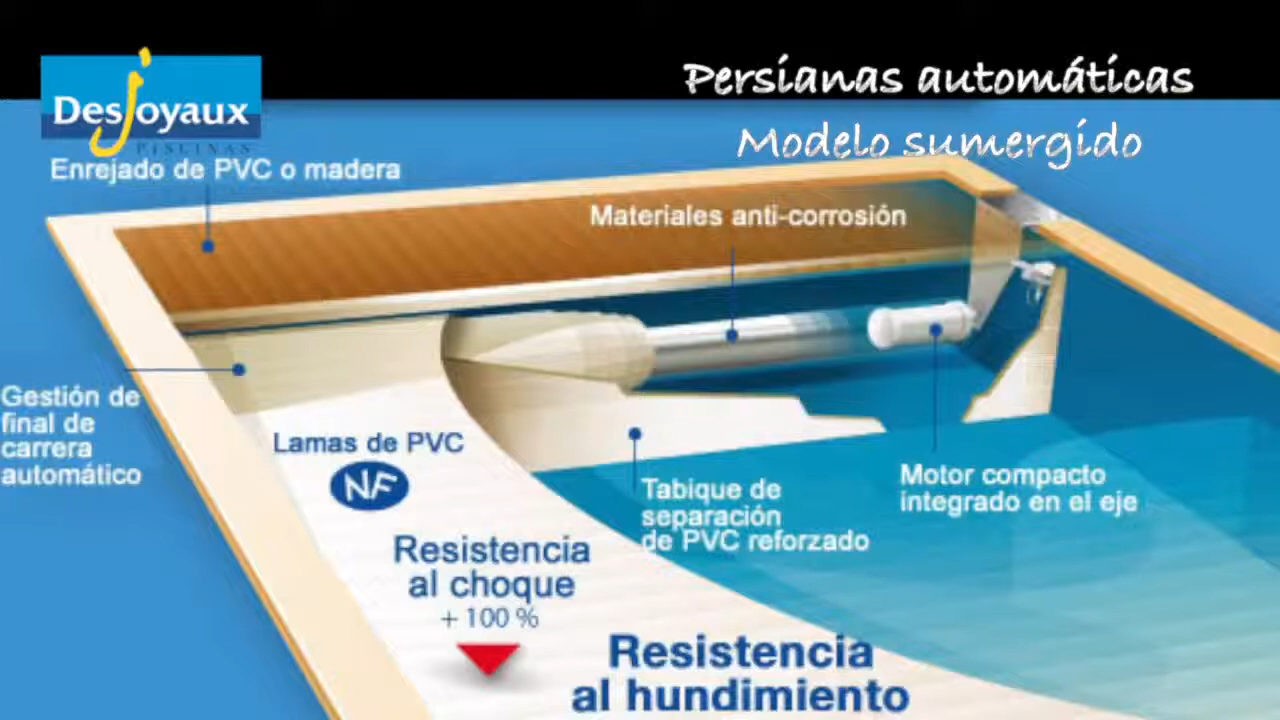 Persianas automáticas
Modelo sumergido
Desjoyaux
PISCINAS
Enrejado de PVC o madera
Materiales anti-corrosión
Gestión de
final de
carrera
automático
Lamas de PVC
NF
Tabique de
separación
de PVC reforzado
Motor compacto
integrado en el eje
Resistencia
al choque
+ 100 %
Resistencia
al hundimiento